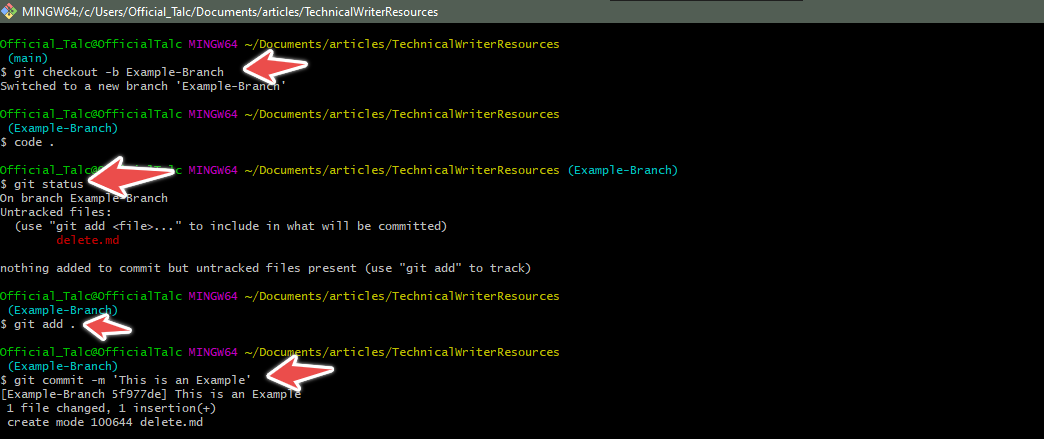 MINGW64:/c/Users/Official_Talc/Documents/articles/TechnicalWriterResources
Official_Talc@OfficialTalc MINGW64 ~/Documents/articles/TechnicalWriterResources
(main)
$ git checkout -b Example-Branch
Switched to a new branch 'Example-Branch'
Official_Talc@OfficialTalc MINGW64 ~/Documents/articles/TechnicalWriterResources
(Example-Branch)
$ code .
Official_Talc@OfficialTalc MINGW64 ~/Documents/articles/TechnicalWriterResources (Example-Branch)
$ git status
On branch Example-Branch
Untracked files:
(use "git add <file>..." to include in what will be committed)
delete.md
nothing added to commit but untracked files present (use "git add" to track)
Official_Talc@OfficialTalc MINGW64 ~/Documents/articles/TechnicalWriterResources
(Example-Branch)
$ git add .
Official_Talc@OfficialTalc MINGW64 ~/Documents/articles/TechnicalWriterResources
(Example-Branch)
$ git commit -m 'This is an Example'
[Example-Branch 5f977de] This is an Example
1 file changed, 1 insertion(+)
create mode 100644 delete.md